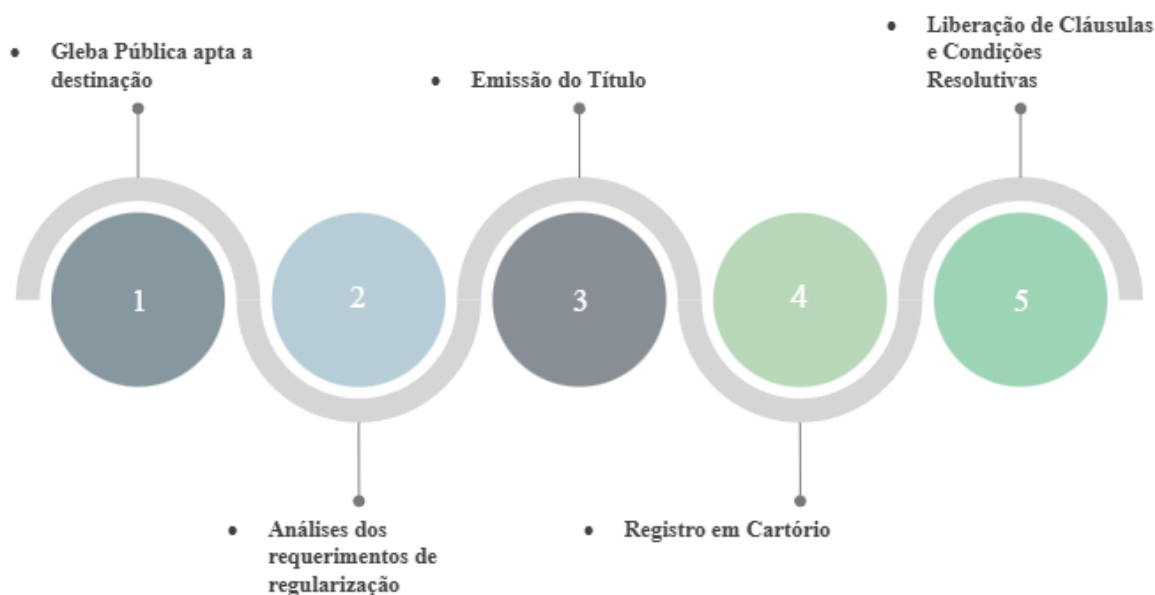 • Gleba Pública apta a
destinação
• Emissão do Título
• Liberação de Cláusulas
e Condições
Resolutivas
1
2
3
4
5
• Análises dos
requerimentos de
regularização
• Registro em Cartório